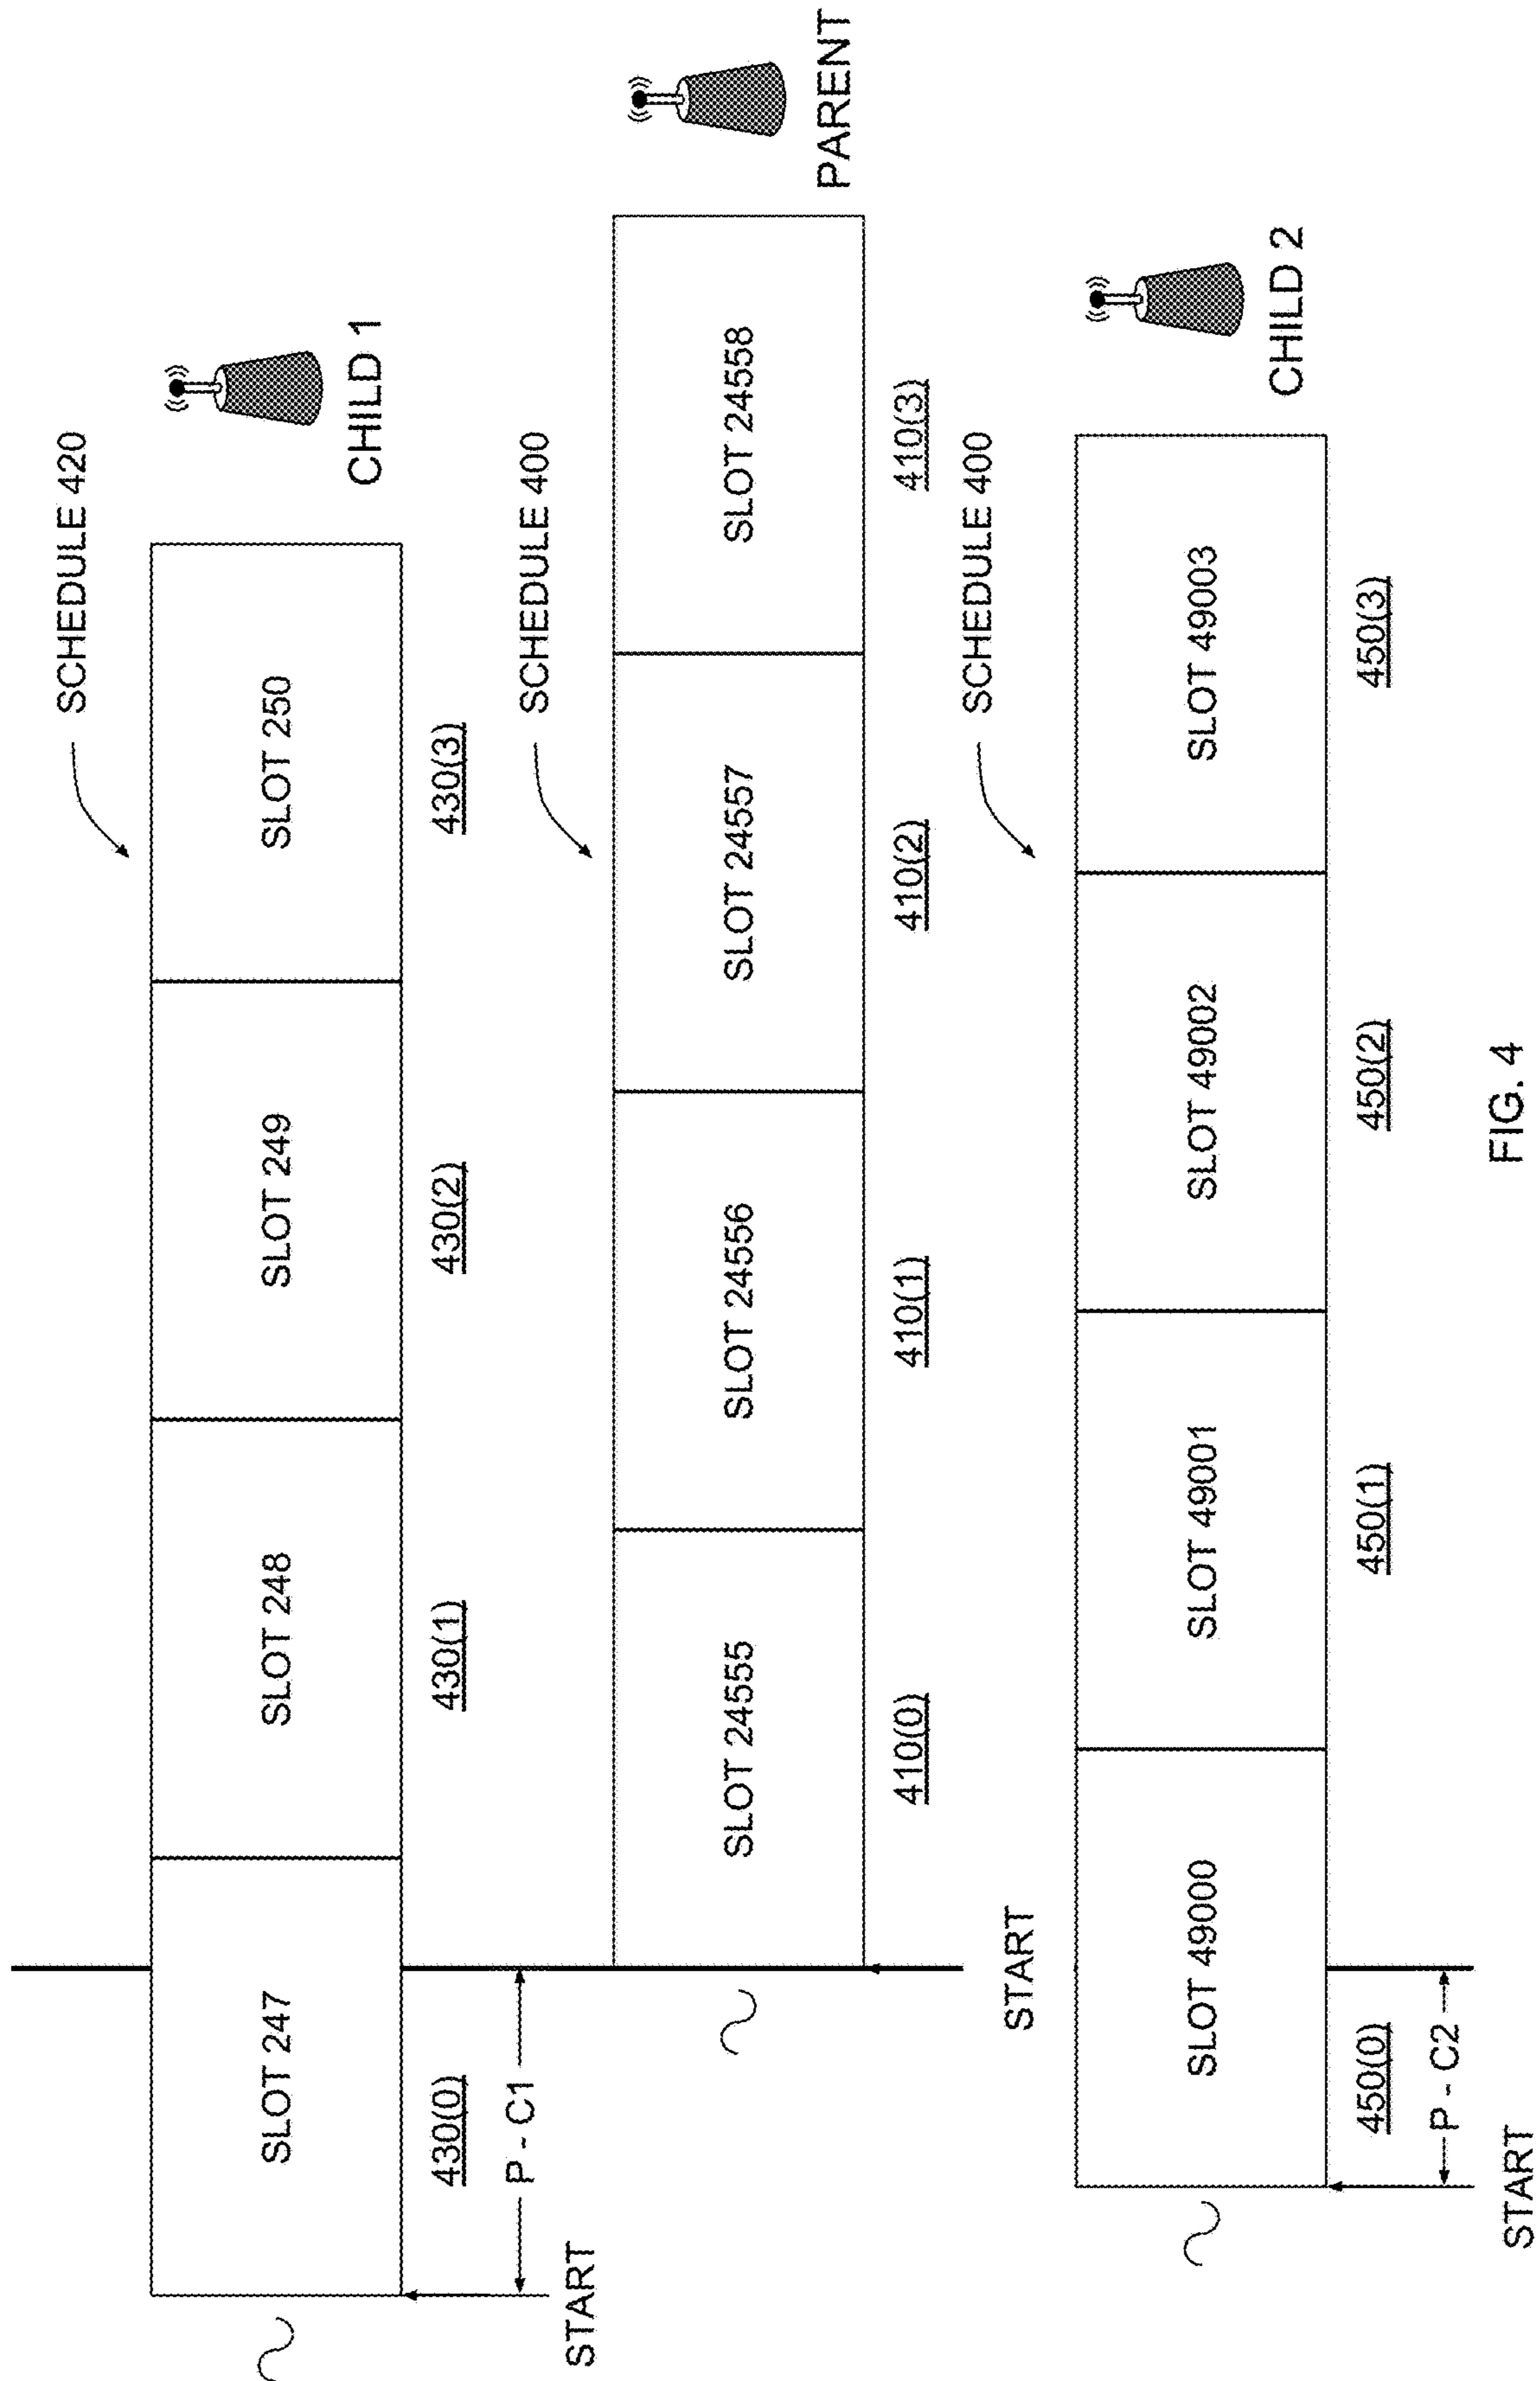 SCHEDULE 420
SLOT 247
SLOT 248
SLOT 249
SLOT 250
CHILD 1
430(0)
430(1)
430(2)
430(3)
P - C1
START
SCHEDULE 400
SLOT 24555
SLOT 24556
SLOT 24557
SLOT 24558
PARENT
410(0)
410(1)
410(2)
410(3)
START
SCHEDULE 400
SLOT 49000
SLOT 49001
SLOT 49002
SLOT 49003
CHILD 2
450(0)
450(1)
450(2)
450(3)
P - C2
START
FIG. 4